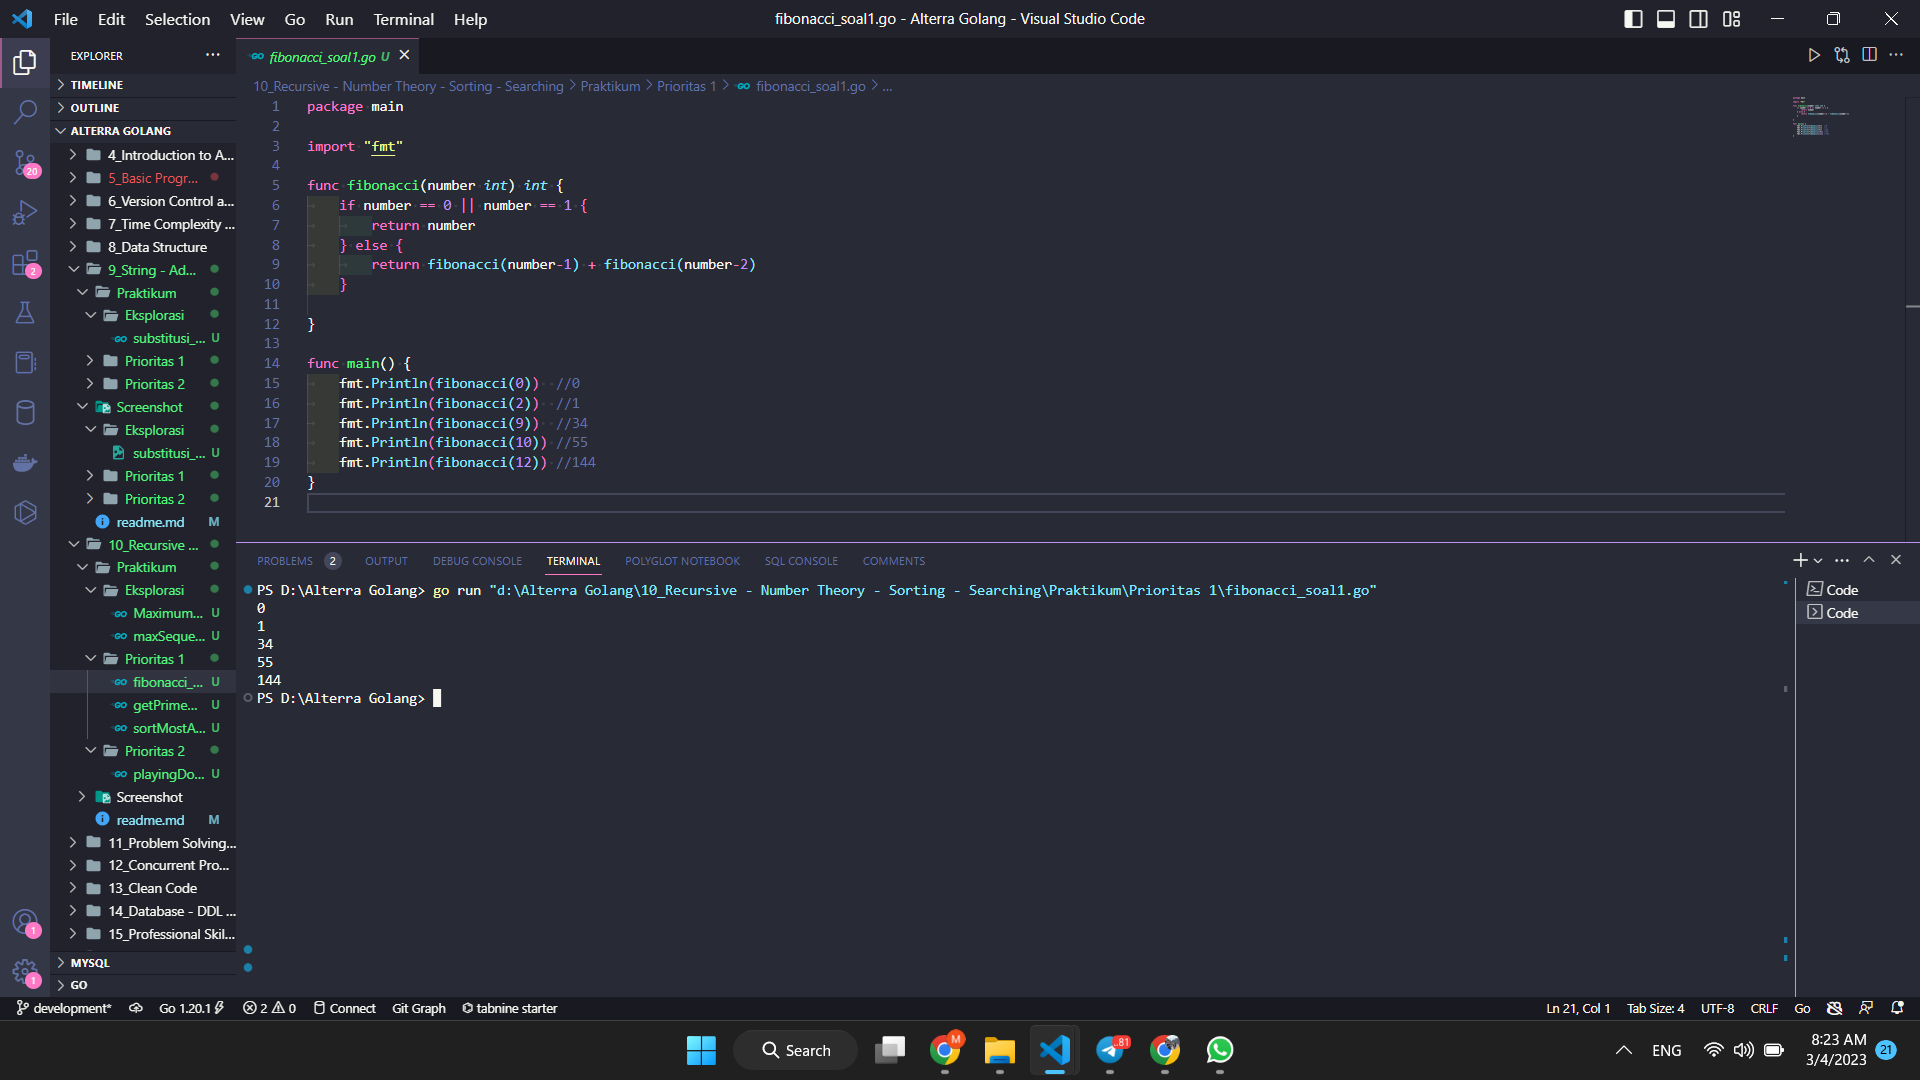 File Edit Selection View Go Run Terminal Help
fibonacci_soal1.go - Alterra Golang - Visual Studio Code
EXPLORER
TIMELINE
OUTLINE
ALTERRA GOLANG
4_Introduction to A...
5_Basic Progr...
6_Version Control a...
7_Time Complexity ...
8_Data Structure
9_String - Ad...
Praktikum
Eksplorasi
substitusi_... U
Prioritas 1
Prioritas 2
Screenshot
Eksplorasi
substitusi_... U
Prioritas 1
Prioritas 2
readme.md M
10_Recursive ...
Praktikum
Eksplorasi
Maximum... U
maxSeque... U
Prioritas 1
fibonacci_... U
getPrime... U
sortMostA... U
Prioritas 2
playingDo... U
Screenshot
readme.md M
11_Problem Solving...
12_Concurrent Pro...
13_Clean Code
14_Database - DDL ...
15_Professional Skil...
MYSQL
GO
20
2
1
1
GO fibonacci_soal1.go U
10_Recursive - Number Theory - Sorting - Searching > Praktikum > Prioritas 1 > GO fibonacci_soal1.go > ...
1 package main
2
3 import "fmt"
4
5 func fibonacci(number int) int {
6 if number == 0 || number == 1 {
7 return number
8 } else {
9 return fibonacci(number-1) + fibonacci(number-2)
10 }
11
12 }
13
14 func main() {
15 fmt.Println(fibonacci(0)) //0
16 fmt.Println(fibonacci(2)) //1
17 fmt.Println(fibonacci(9)) //34
18 fmt.Println(fibonacci(10)) //55
19 fmt.Println(fibonacci(12)) //144
20 }
21
PROBLEMS 2 OUTPUT DEBUG CONSOLE TERMINAL POLYGLOT NOTEBOOK SQL CONSOLE COMMENTS
PS D:\Alterra Golang> go run "d:\Alterra Golang\10_Recursive - Number Theory - Sorting - Searching\Praktikum\Prioritas 1\fibonacci_soal1.go"
0
1
34
55
144
PS D:\Alterra Golang>
Code
Code
development* Go 1.20.1 2 0 Connect Git Graph tabnine starter
Ln 21, Col 1 Tab Size: 4 UTF-8 CRLF Go
Search
M
..81
ENG
8:23 AM
3/4/2023
21